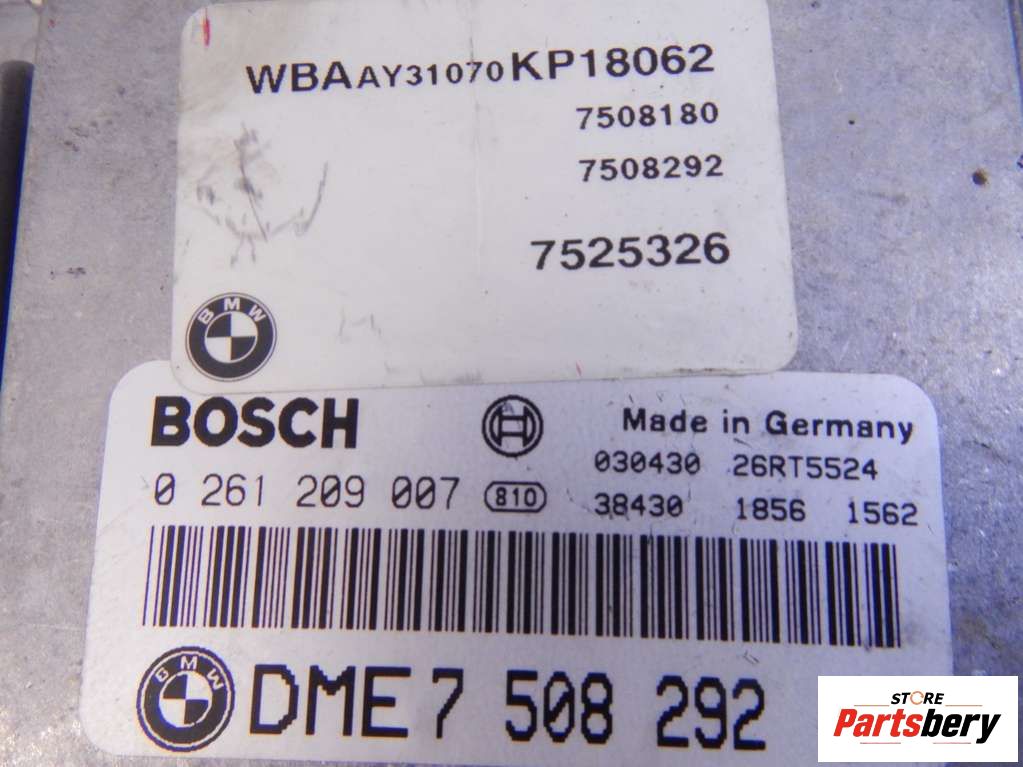 WBAAY31070KP18062
7508180
7508292
7525326
BMW
BOSCH
Made in Germany
030430 26RT5524
0 261 209 007 810
38430 1856 1562
BMW
DME 7 508 292
STORE
Partsbery